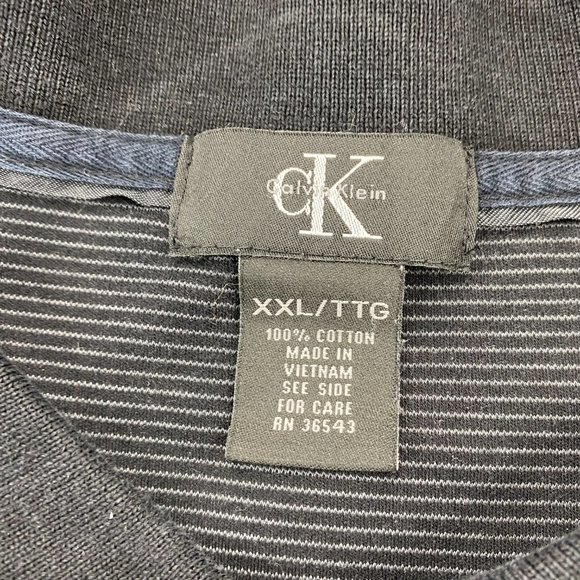 cK
Calvin Klein
XXL/TTG
100% COTTON
MADE IN
VIETNAM
SEE SIDE
FOR CARE
RN 36543